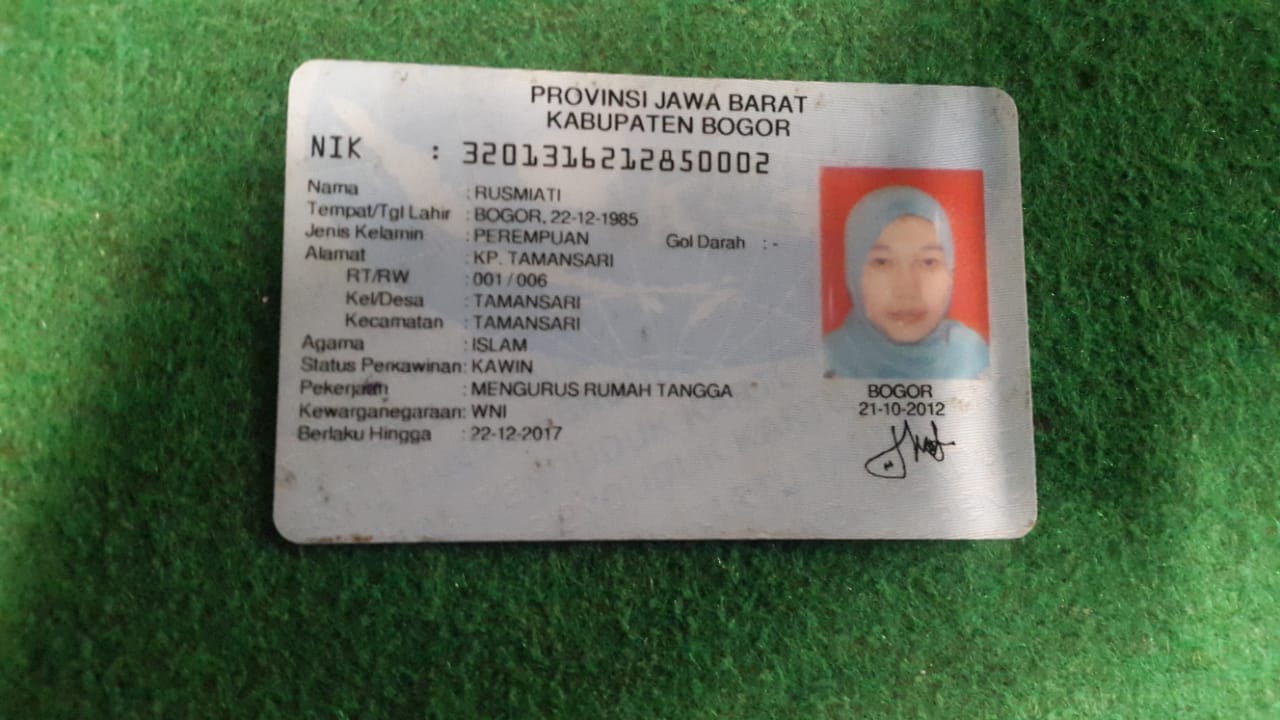 PROVINSI JAWA BARAT
KABUPATEN BOGOR
NIK : 3201316212850002
Nama : RUSMIATI
Tempat/Tgl Lahir : BOGOR, 22-12-1985
Jenis Kelamin : PEREMPUAN Gol Darah : -
Alamat : KP. TAMANSARI
RT/RW : 001 / 006
Kel/Desa : TAMANSARI
Kecamatan : TAMANSARI
Agama : ISLAM
Status Perkawinan: KAWIN
Pekerjaan : MENGURUS RUMAH TANGGA
Kewarganegaraan: WNI
Berlaku Hingga : 22-12-2017
BOGOR
21-10-2012